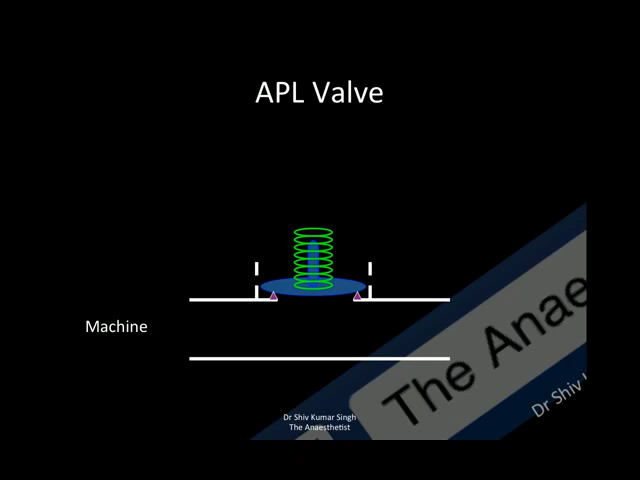 APL Valve
Machine
The Anae
Dr Shiv
Dr Shiv Kumar Singh
The Anaesthetist